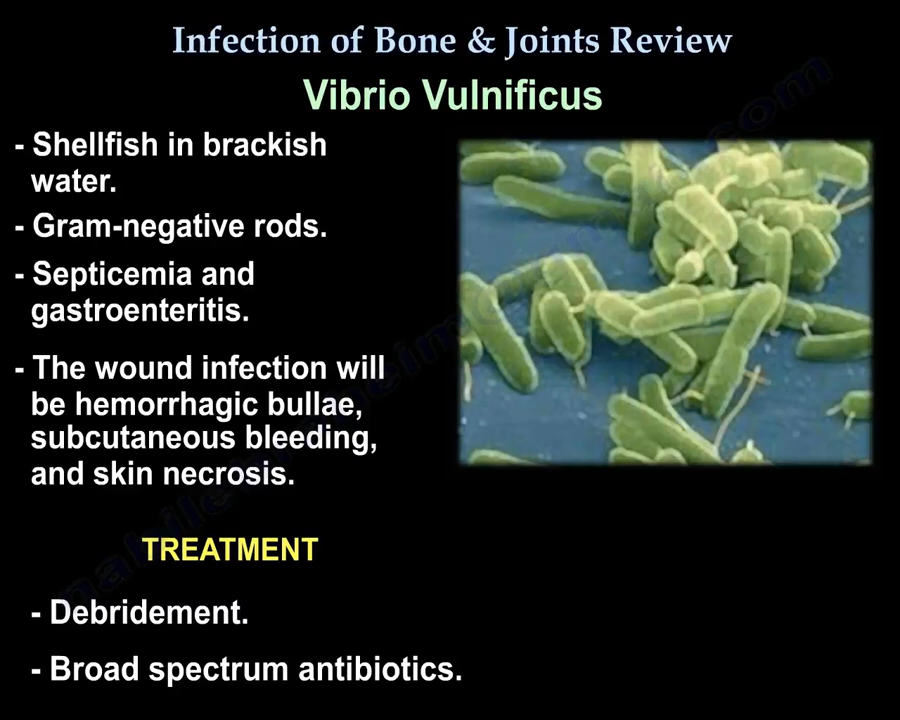 Infection of Bone & Joints Review
Vibrio Vulnificus
- Shellfish in brackish
water.
- Gram-negative rods.
- Septicemia and
gastroenteritis.
- The wound infection will
be hemorrhagic bullae,
subcutaneous bleeding,
and skin necrosis.
TREATMENT
- Debridement.
- Broad spectrum antibiotics.